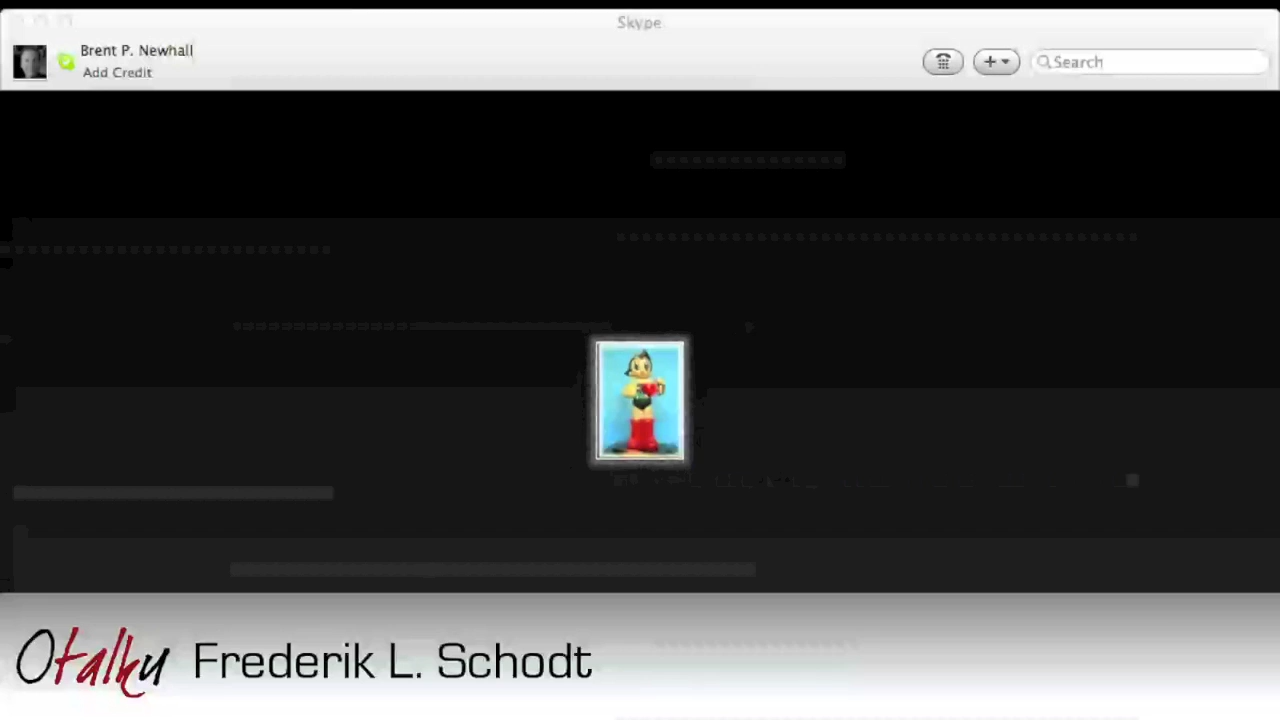 Skype
Brent P. Newhall
Add Credit
Search
Otalku Frederik L. Schodt